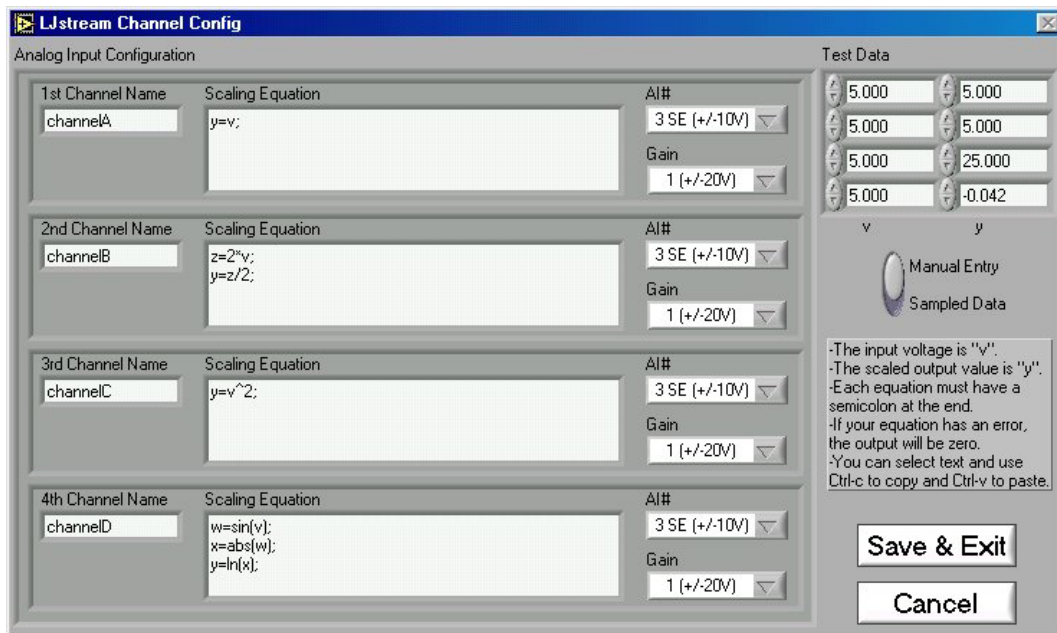 LJstream Channel Config
Analog Input Configuration
1st Channel Name
channelA
Scaling Equation
y=v;
AI#
3 SE (+/-10V)
Gain
1 (+/-20V)
2nd Channel Name
channelB
Scaling Equation
z=2*v;
y=z/2;
AI#
3 SE (+/-10V)
Gain
1 (+/-20V)
3rd Channel Name
channelC
Scaling Equation
y=v^2;
AI#
3 SE (+/-10V)
Gain
1 (+/-20V)
4th Channel Name
channelD
Scaling Equation
w=sin(v);
x=abs(w);
y=ln(x);
AI#
3 SE (+/-10V)
Gain
1 (+/-20V)
Test Data
5.000 5.000
5.000 5.000
5.000 25.000
5.000 -0.042
v y
Manual Entry
Sampled Data
-The input voltage is "v".
-The scaled output value is "y".
-Each equation must have a
semicolon at the end.
-If your equation has an error,
the output will be zero.
-You can select text and use
Ctrl-c to copy and Ctrl-v to paste.
Save & Exit
Cancel